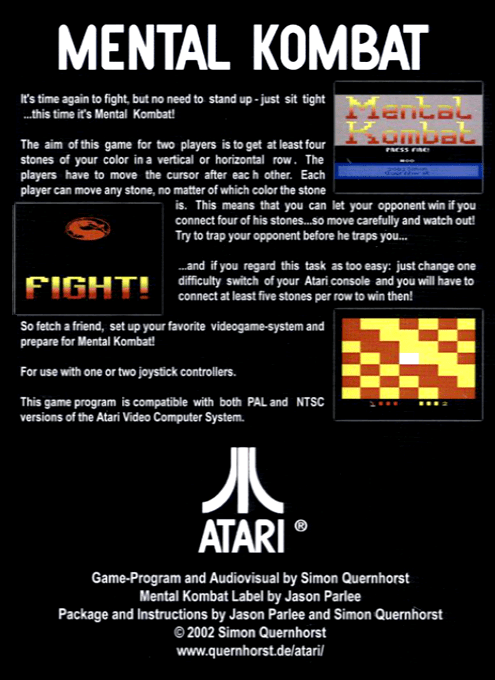 MENTAL KOMBAT
It's time again to fight, but no need to stand up - just sit tight
...this time it's Mental Kombat!
Mental
Kombat
PRESS FIRE!
The aim of this game for two players is to get at least four
stones of your color in a vertical or horizontal row. The
players have to move the cursor after each other. Each
player can move any stone, no matter of which color the stone
is. This means that you can let your opponent win if you
connect four of his stones...so move carefully and watch out!
Try to trap your opponent before he traps you...
FIGHT!
...and if you regard this task as too easy: just change one
difficulty switch of your Atari console and you will have to
connect at least five stones per row to win then!
So fetch a friend, set up your favorite videogame-system and
prepare for Mental Kombat!
For use with one or two joystick controllers.
This game program is compatible with both PAL and NTSC
versions of the Atari Video Computer System.
ATARI ®
Game-Program and Audiovisual by Simon Quernhorst
Mental Kombat Label by Jason Parlee
Package and Instructions by Jason Parlee and Simon Quernhorst
© 2002 Simon Quernhorst
www.quernhorst.de/atari/